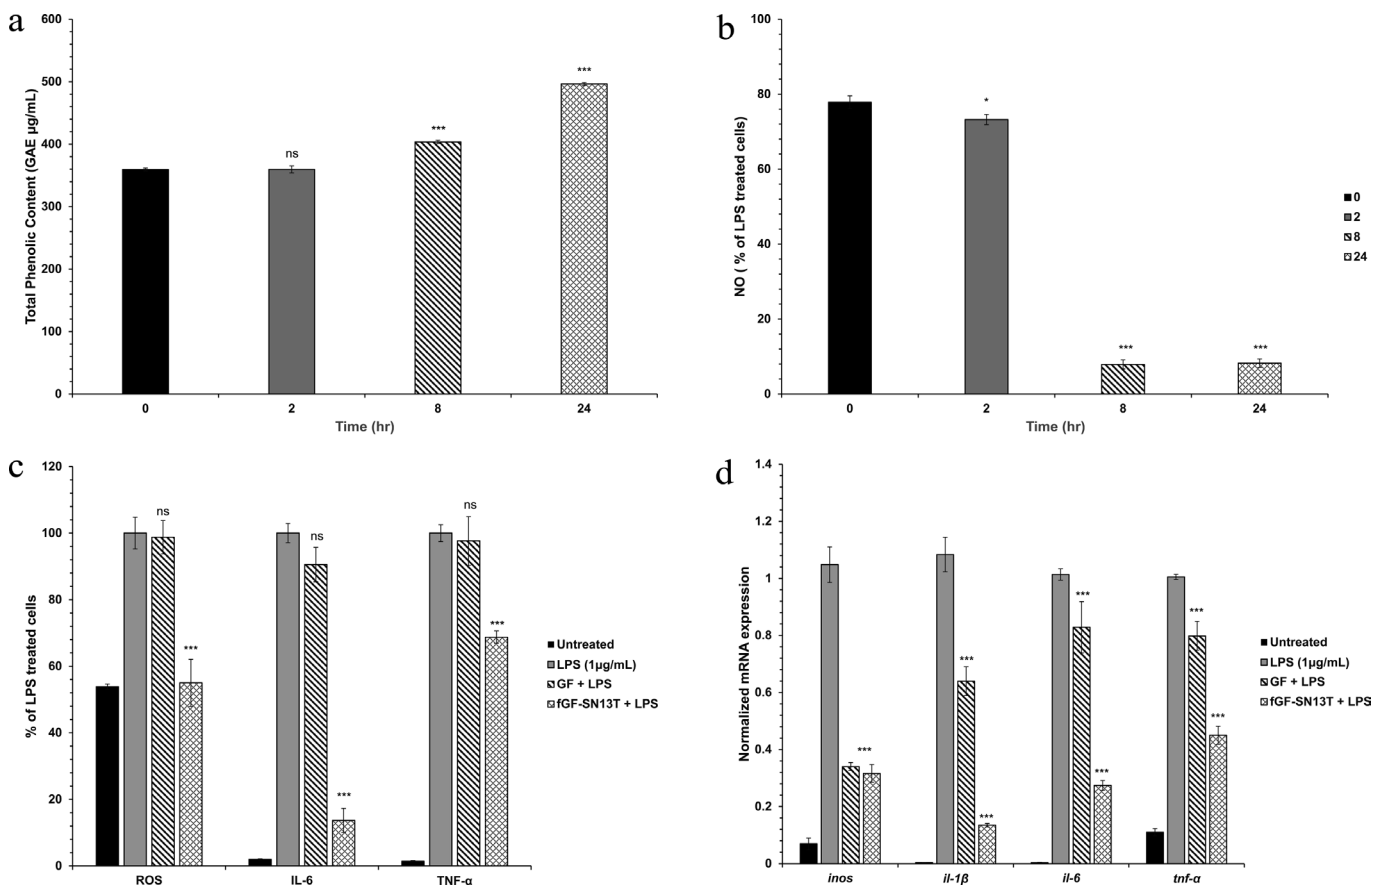 a
Total Phenolic Content (GAE µg/mL)
600
500
400
300
200
100
0
ns
***
***
0 2 8 24
Time (hr)
b
NO ( % of LPS treated cells)
100
80
60
40
20
0
*
***
***
0 2 8 24
Time (hr)
0
2
8
24
c
% of LPS treated cells
120
100
80
60
40
20
0
ns
***
ns
***
ns
***
ROS IL-6 TNF-α
Untreated
LPS (1µg/mL)
GF + LPS
fGF-SN13T + LPS
d
Normalized mRNA expression
1.4
1.2
1
0.8
0.6
0.4
0.2
0
***
***
***
***
***
***
***
inos il-1β il-6 tnf-α
Untreated
LPS (1µg/mL)
GF + LPS
fGF-SN13T + LPS